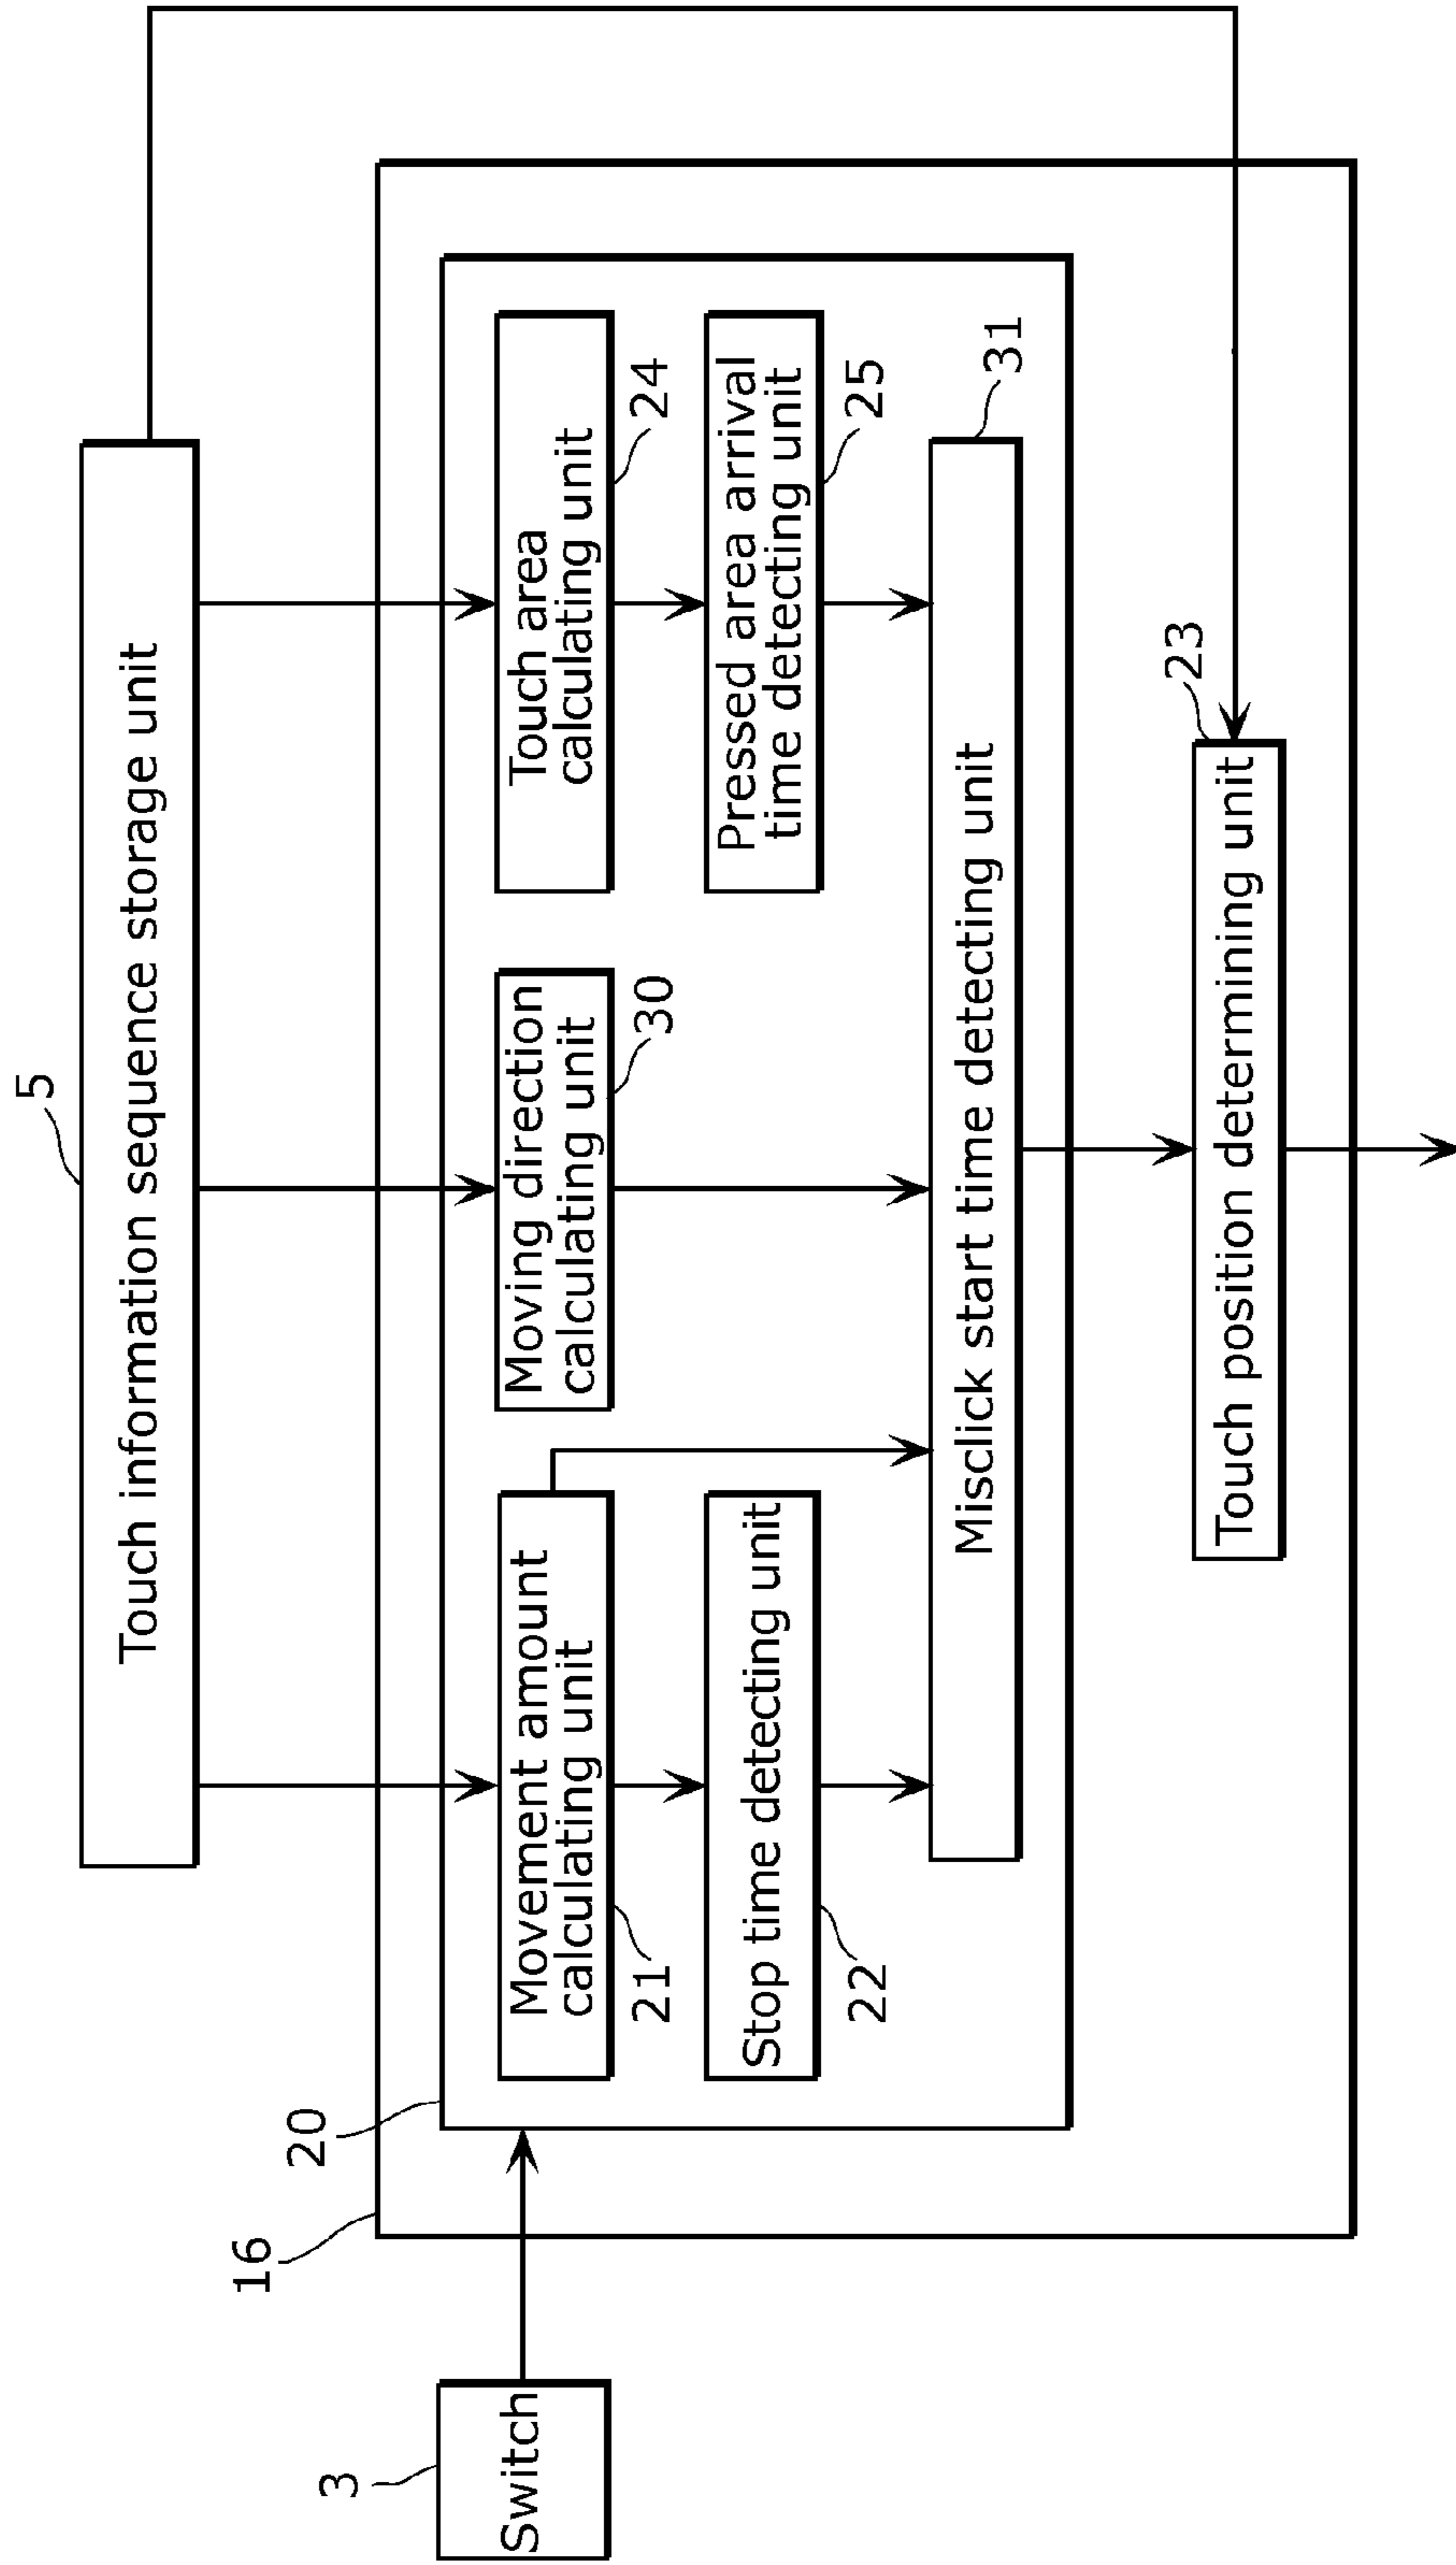 5
Touch information sequence storage unit
16
20
3
Switch
Movement amount
calculating unit
21
Moving direction
calculating unit
30
Touch area
calculating unit
24
Stop time detecting unit
22
Pressed area arrival
time detecting unit
25
Misclick start time detecting unit
31
Touch position determining unit
23